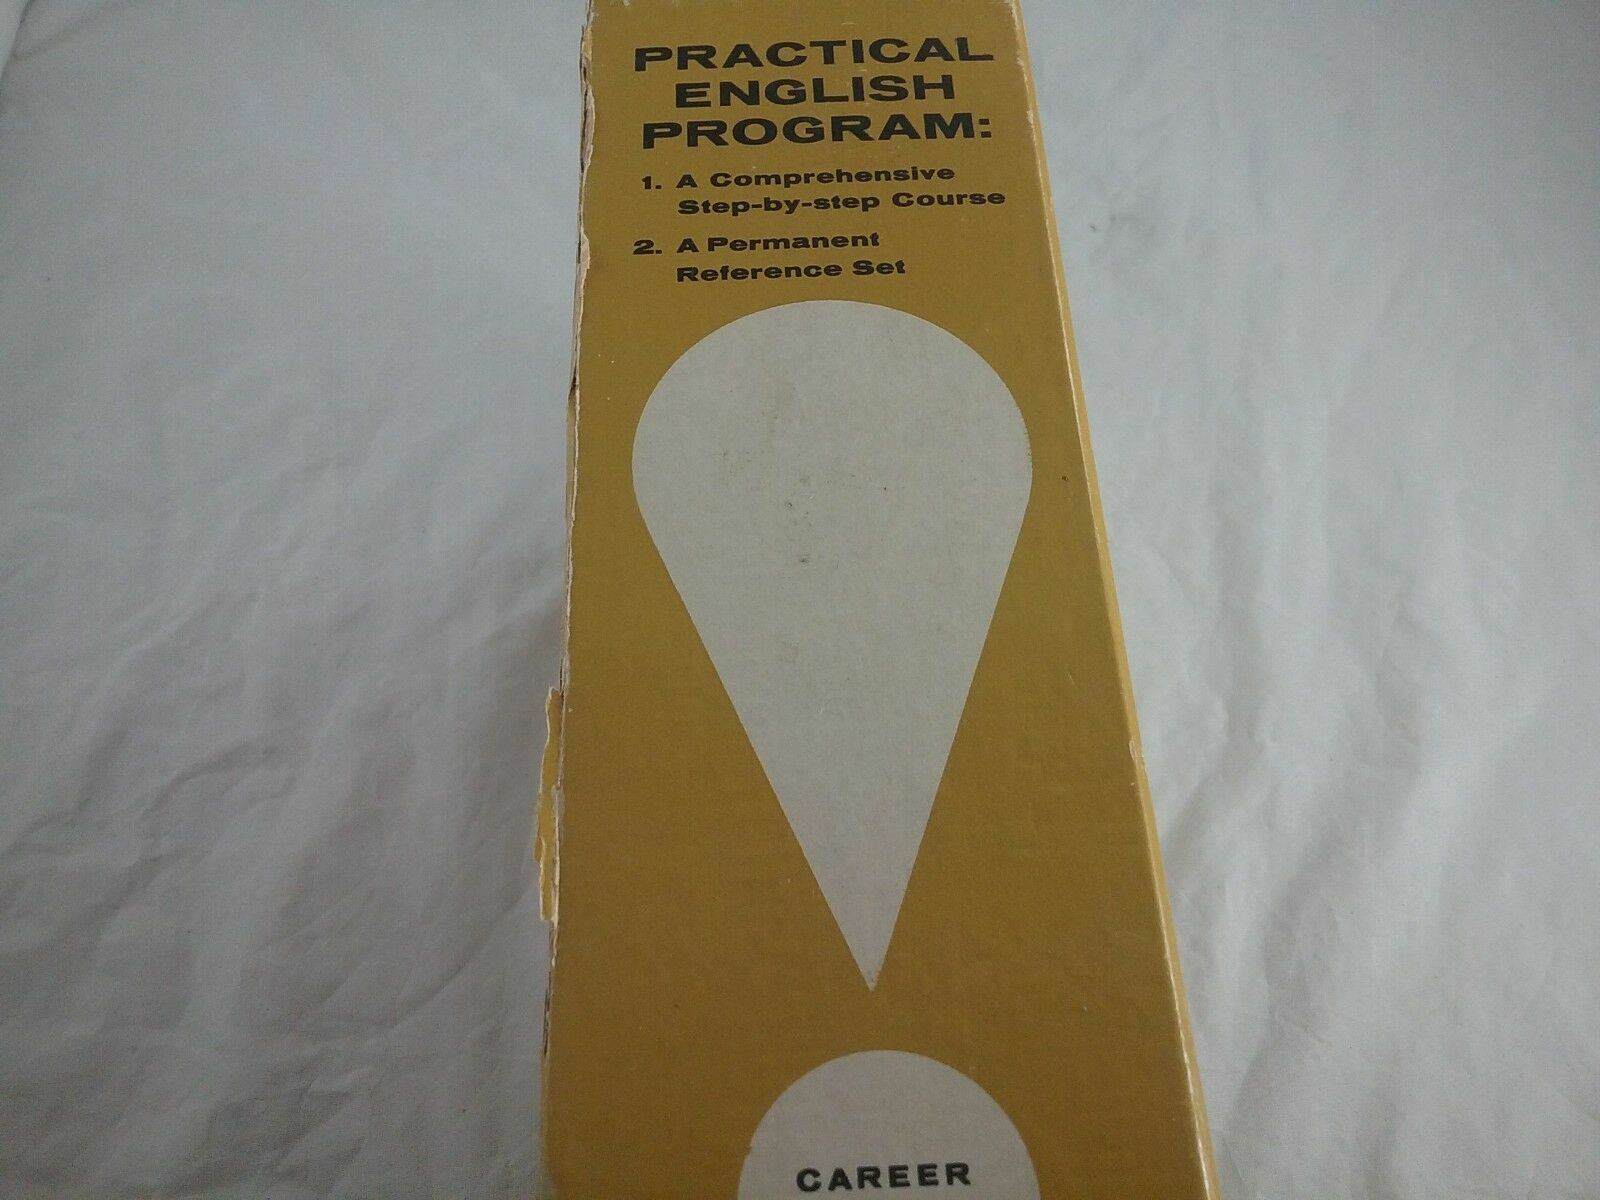 PRACTICAL
ENGLISH
PROGRAM:
1. A Comprehensive
Step-by-step Course
2. A Permanent
Reference Set
CAREER